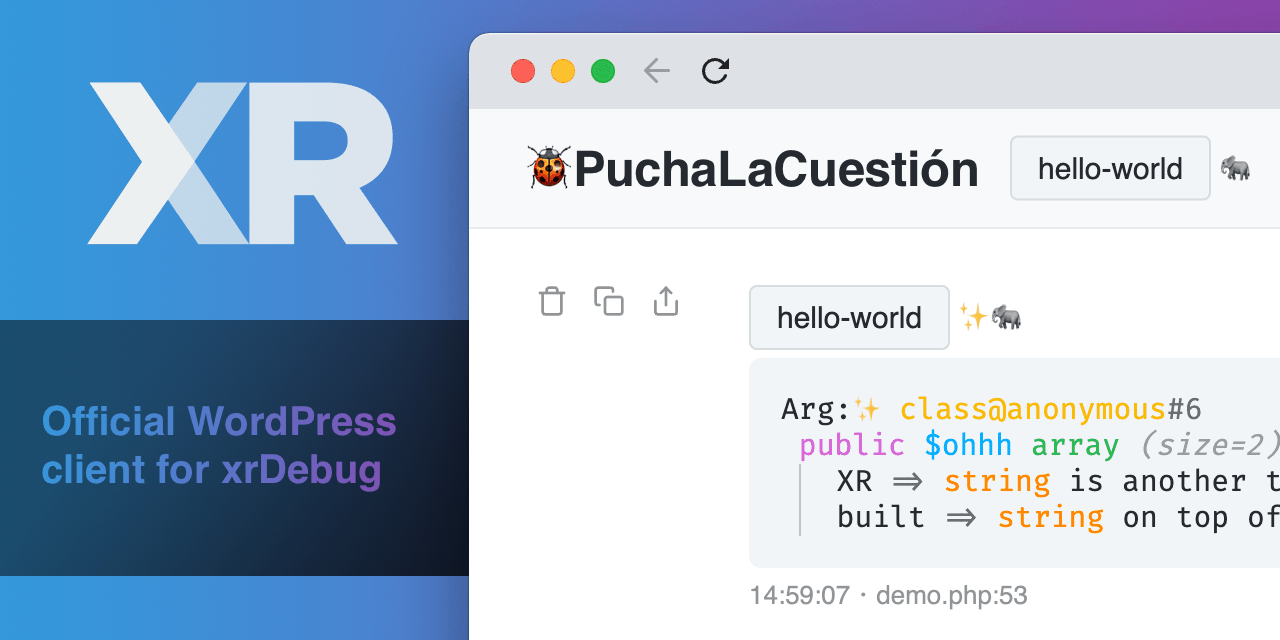 XR
Official WordPress
client for xrDebug
🐞PuchaLaCuestión hello-world 🐘
hello-world ✨🐘
Arg:✨ class@anonymous#6
public $ohhh array (size=2)
XR ⇒ string is another t
built ⇒ string on top of
14:59:07 · demo.php:53